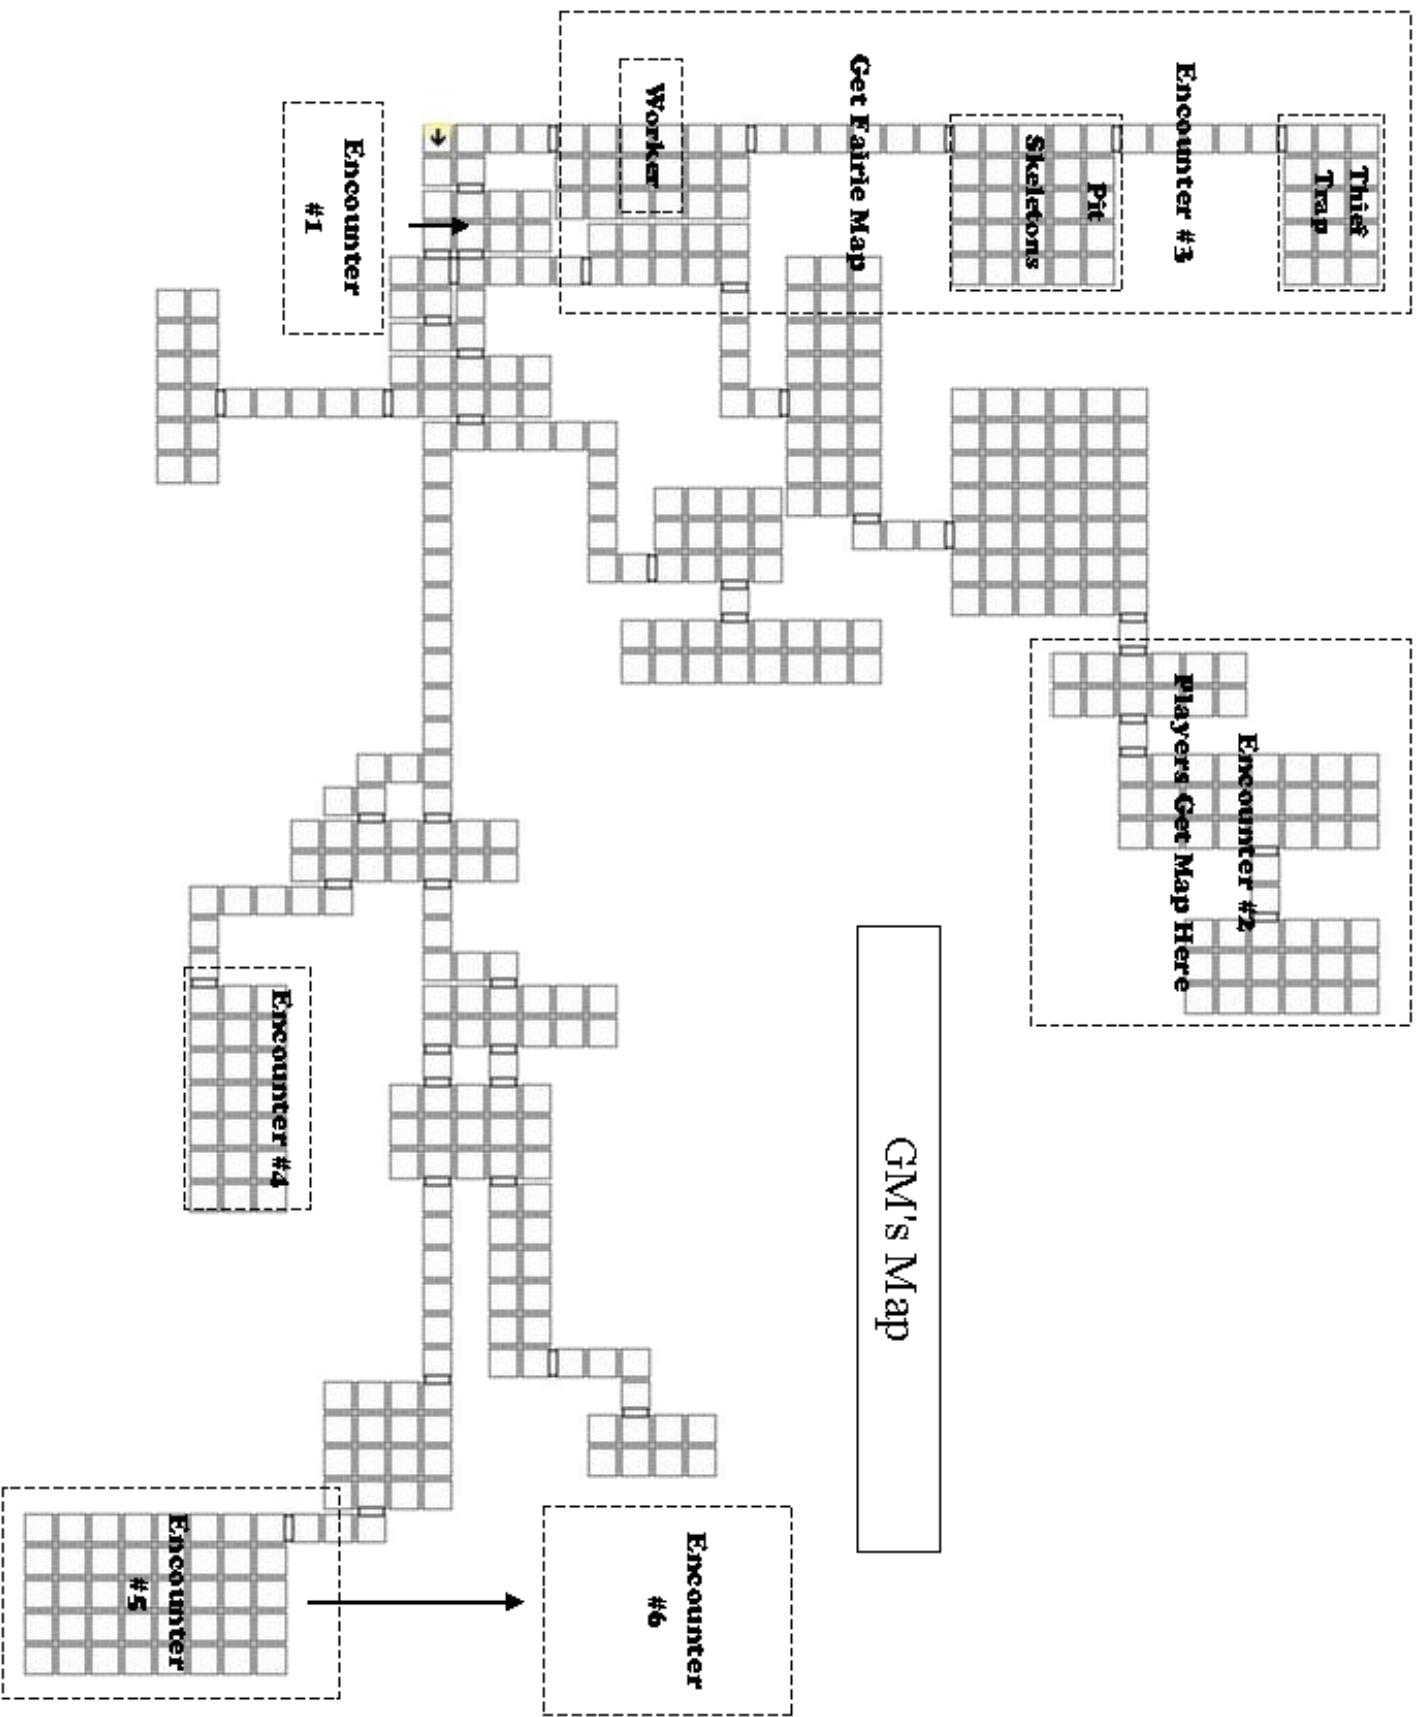 Thief
Trap
Encounter #3
Pit
Skeletons
Get Fairie Map
Worker
Encounter
#1
Encounter #2
Players Get Map Here
GM's Map
Encounter #4
Encounter
#6
Encounter
#5